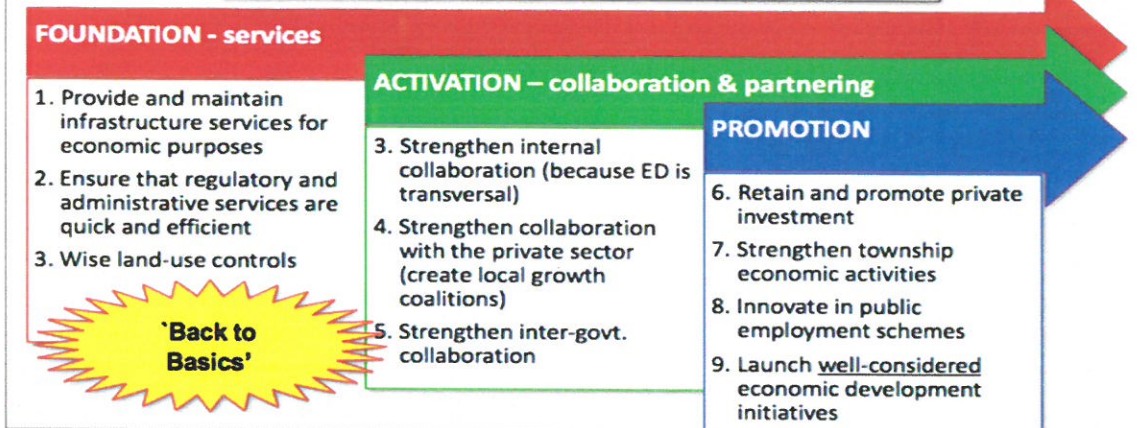 FOUNDATION - services
1. Provide and maintain
infrastructure services for
economic purposes
2. Ensure that regulatory and
administrative services are
quick and efficient
3. Wise land-use controls
`Back to
Basics'
ACTIVATION – collaboration & partnering
3. Strengthen internal
collaboration (because ED is
transversal)
4. Strengthen collaboration
with the private sector
(create local growth
coalitions)
5. Strengthen inter-govt.
collaboration
PROMOTION
6. Retain and promote private
investment
7. Strengthen township
economic activities
8. Innovate in public
employment schemes
9. Launch well-considered
economic development
initiatives